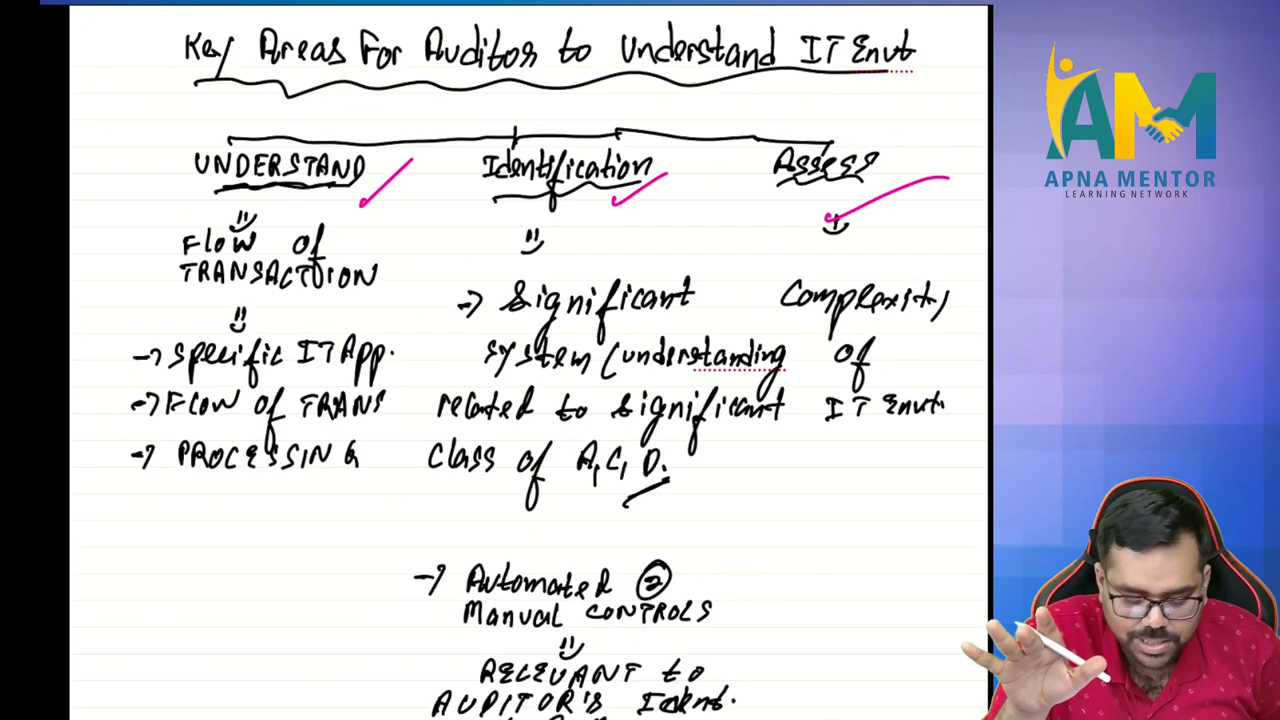 Key Areas For Auditor to Understand IT Envt
UNDERSTAND
Flow of
TRANSACTION
→ Specific IT App.
→ Flow of TRANS
→ PROCESSING
Identification
→ Significant
System (understanding
related to Significant
Class of A, C, D.
→ Automated 2
Manual CONTROLS
RELEVANT to
AUDITOR'S Ident.
Assess
Complexity
of
IT Envt.
AM
APNA MENTOR
LEARNING NETWORK